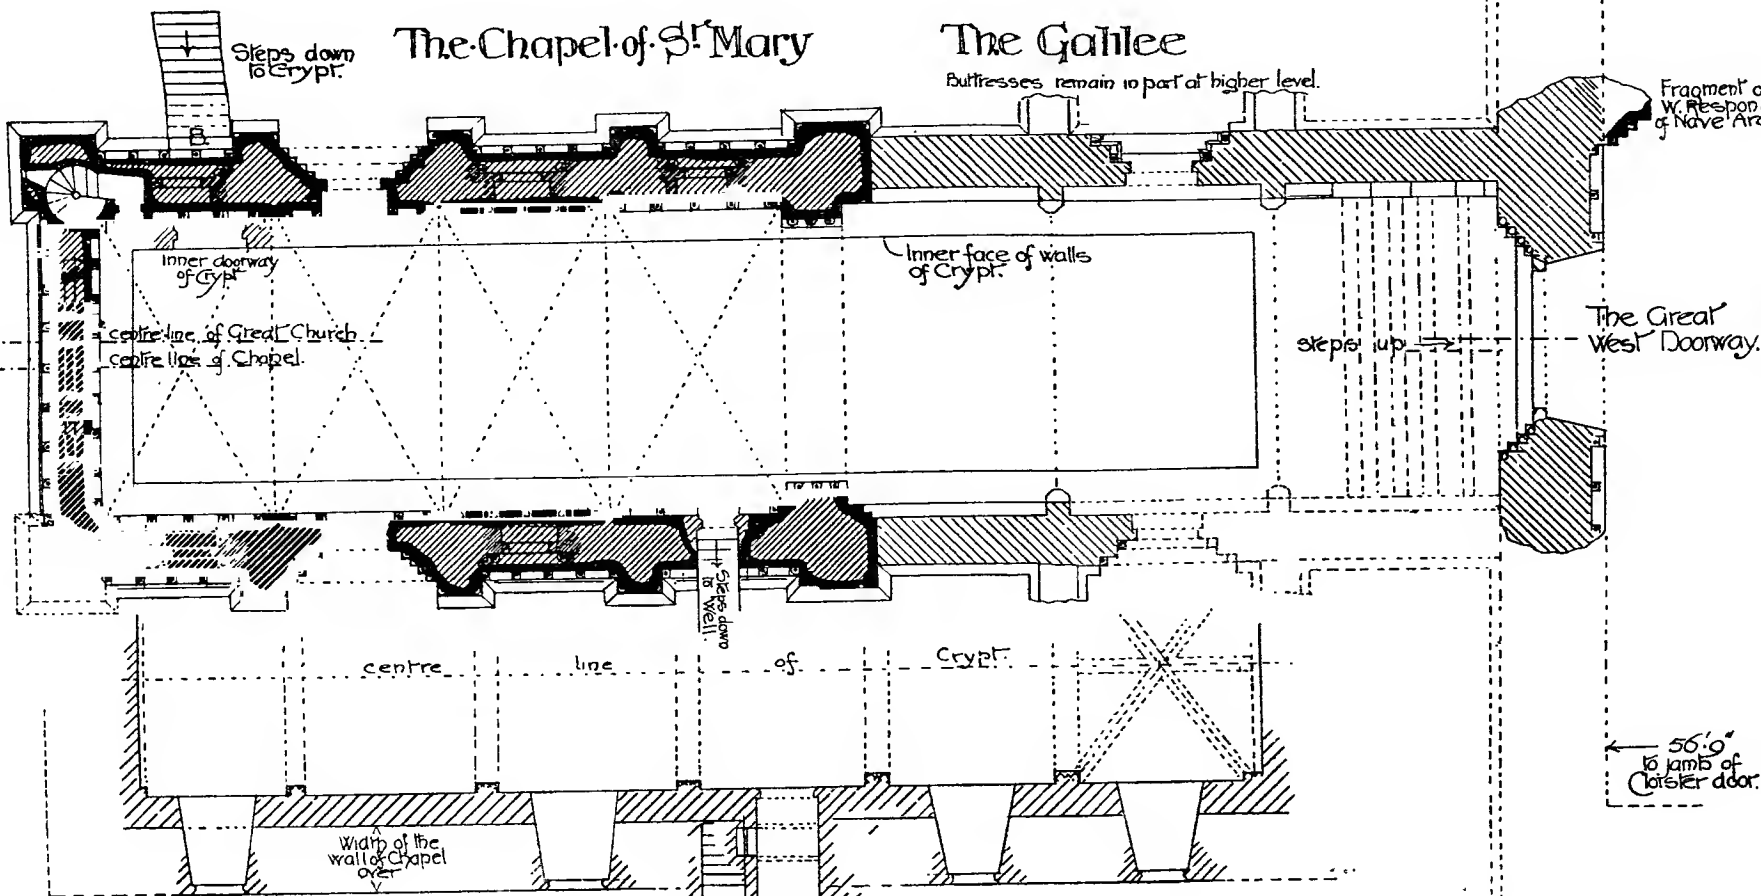 The·Chapel·of·Sᵗ Mary
The Galilee
Buttresses remain in part at higher level.
Steps down
to Crypt.
Fragment o
W. Respon
of Nave Ar
Inner doorway
of Crypt
Inner face of walls
of Crypt.
centre line of Great Church
centre line of Chapel.
steps up
The Great
West Doorway.
Steps down
to
Well.
centre line of Crypt.
56'.9"
to jamb of
Cloister door.
Width of the
wall of Chapel
over